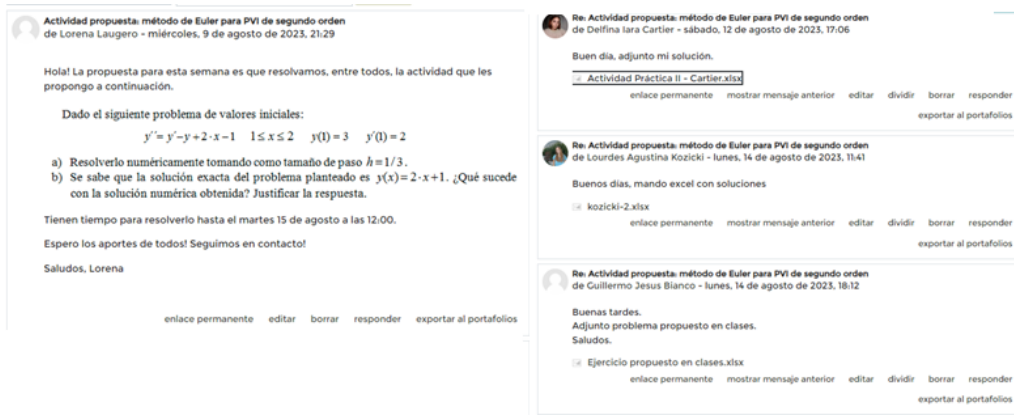 Actividad propuesta: método de Euler para PVI de segundo orden
de Lorena Laugero - miércoles, 9 de agosto de 2023, 21:29
Hola! La propuesta para esta semana es que resolvamos, entre todos, la actividad que les
propongo a continuación.
Dado el siguiente problema de valores iniciales:
y´´= y´−y+2·x−1 1≤x≤2 y(1)=3 y´(1)=2
a) Resolverlo numéricamente tomando como tamaño de paso h=1/3.
b) Se sabe que la solución exacta del problema planteado es y(x)=2·x+1. ¿Qué sucede
con la solución numérica obtenida? Justificar la respuesta.
Tienen tiempo para resolverlo hasta el martes 15 de agosto a las 12:00.
Espero los aportes de todos! Seguimos en contacto!
Saludos, Lorena
enlace permanente editar borrar responder exportar al portafolios
Re: Actividad propuesta: método de Euler para PVI de segundo orden
de Delfina Iara Cartier - sábado, 12 de agosto de 2023, 17:06
Buen día, adjunto mi solución.
Actividad Práctica II - Cartier.xlsx
enlace permanente mostrar mensaje anterior editar dividir borrar responder
exportar al portafolios
Re: Actividad propuesta: método de Euler para PVI de segundo orden
de Lourdes Agustina Kozicki - lunes, 14 de agosto de 2023, 11:41
Buenos días, mando excel con soluciones
kozicki-2.xlsx
enlace permanente mostrar mensaje anterior editar dividir borrar responder
exportar al portafolios
Re: Actividad propuesta: método de Euler para PVI de segundo orden
de Guillermo Jesus Bianco - lunes, 14 de agosto de 2023, 18:12
Buenas tardes.
Adjunto problema propuesto en clases.
Saludos.
Ejercicio propuesto en clases.xlsx
enlace permanente mostrar mensaje anterior editar dividir borrar responder
exportar al portafolios